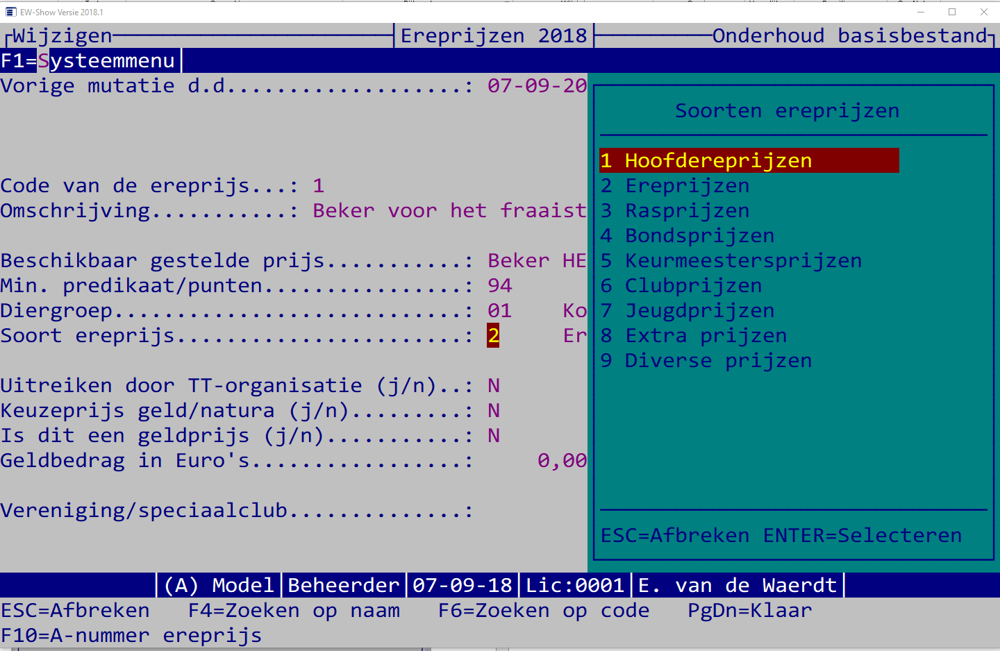 EW-Show Versie 2018.1
Wijzigen Ereprijzen 2018 Onderhoud basisbestand
F1=Systeemmenu
Vorige mutatie d.d...................: 07-09-20
Code van de ereprijs...: 1
Omschrijving...........: Beker voor het fraaist
Beschikbaar gestelde prijs...........: Beker HE
Min. predikaat/punten................: 94
Diergroep............................: 01 Ko
Soort ereprijs.......................: 2 Er
Uitreiken door TT-organisatie (j/n)..: N
Keuzeprijs geld/natura (j/n).........: N
Is dit een geldprijs (j/n)...........: N
Geldbedrag in Euro's.................: 0,00
Vereniging/speciaalclub..............:
Soorten ereprijzen
1 Hoofdereprijzen
2 Ereprijzen
3 Rasprijzen
4 Bondsprijzen
5 Keurmeestersprijzen
6 Clubprijzen
7 Jeugdprijzen
8 Extra prijzen
9 Diverse prijzen
ESC=Afbreken ENTER=Selecteren
(A) Model Beheerder 07-09-18 Lic:0001 E. van de Waerdt
ESC=Afbreken F4=Zoeken op naam F6=Zoeken op code PgDn=Klaar
F10=A-nummer ereprijs